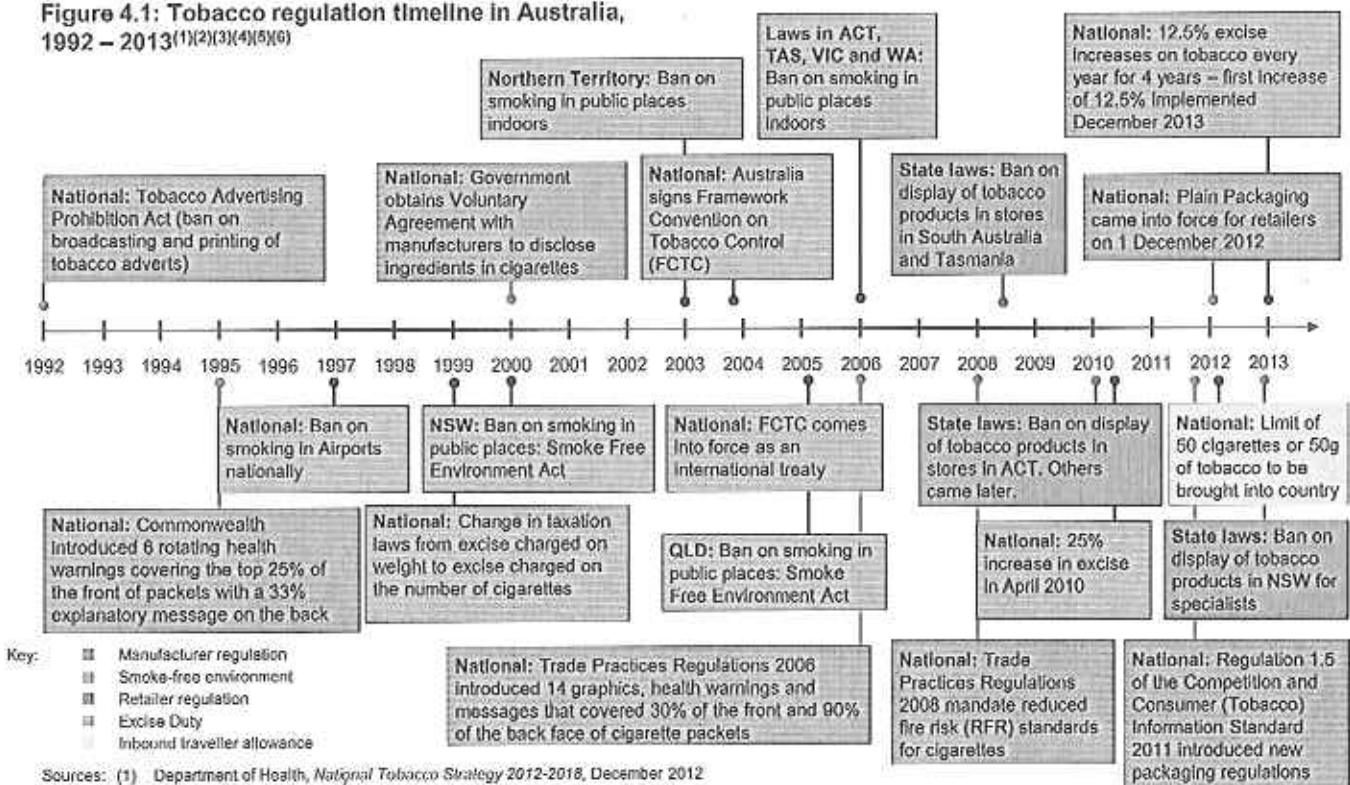 Figure 4.1: Tobacco regulation timeline in Australia,
1992 – 2013(1)(2)(3)(4)(5)(6)
Northern Territory: Ban on
smoking in public places
indoors
Laws in ACT,
TAS, VIC and WA:
Ban on smoking in
public places
indoors
National: 12.5% excise
increases on tobacco every
year for 4 years – first increase
of 12.5% implemented
December 2013
National: Tobacco Advertising
Prohibition Act (ban on
broadcasting and printing of
tobacco adverts)
National: Government
obtains Voluntary
Agreement with
manufacturers to disclose
ingredients in cigarettes
National: Australia
signs Framework
Convention on
Tobacco Control
(FCTC)
State laws: Ban on
display of tobacco
products in stores
in South Australia
and Tasmania
National: Plain Packaging
came into force for retailers
on 1 December 2012
1992 1993 1994 1995 1996 1997 1998 1999 2000 2001 2002 2003 2004 2005 2006 2007 2008 2009 2010 2011 2012 2013
National: Ban on
smoking in Airports
nationally
NSW: Ban on smoking in
public places: Smoke Free
Environment Act
National: FCTC comes
into force as an
international treaty
State laws: Ban on display
of tobacco products in
stores in ACT. Others
came later.
National: Limit of
50 cigarettes or 50g
of tobacco to be
brought into country
National: Commonwealth
introduced 6 rotating health
warnings covering the top 25% of
the front of packets with a 33%
explanatory message on the back
National: Change in taxation
laws from excise charged on
weight to excise charged on
the number of cigarettes
QLD: Ban on smoking in
public places: Smoke
Free Environment Act
National: 25%
increase in excise
in April 2010
State laws: Ban on
display of tobacco
products in NSW for
specialists
National: Trade Practices Regulations 2006
introduced 14 graphics, health warnings and
messages that covered 30% of the front and 90%
of the back face of cigarette packets
National: Trade
Practices Regulations
2008 mandate reduced
fire risk (RFR) standards
for cigarettes
National: Regulation 1.5
of the Competition and
Consumer (Tobacco)
Information Standard
2011 introduced new
packaging regulations
Key:
Manufacturer regulation
Smoke-free environment
Retailer regulation
Excise Duty
Inbound traveller allowance
Sources: (1) Department of Health, National Tobacco Strategy 2012-2018, December 2012